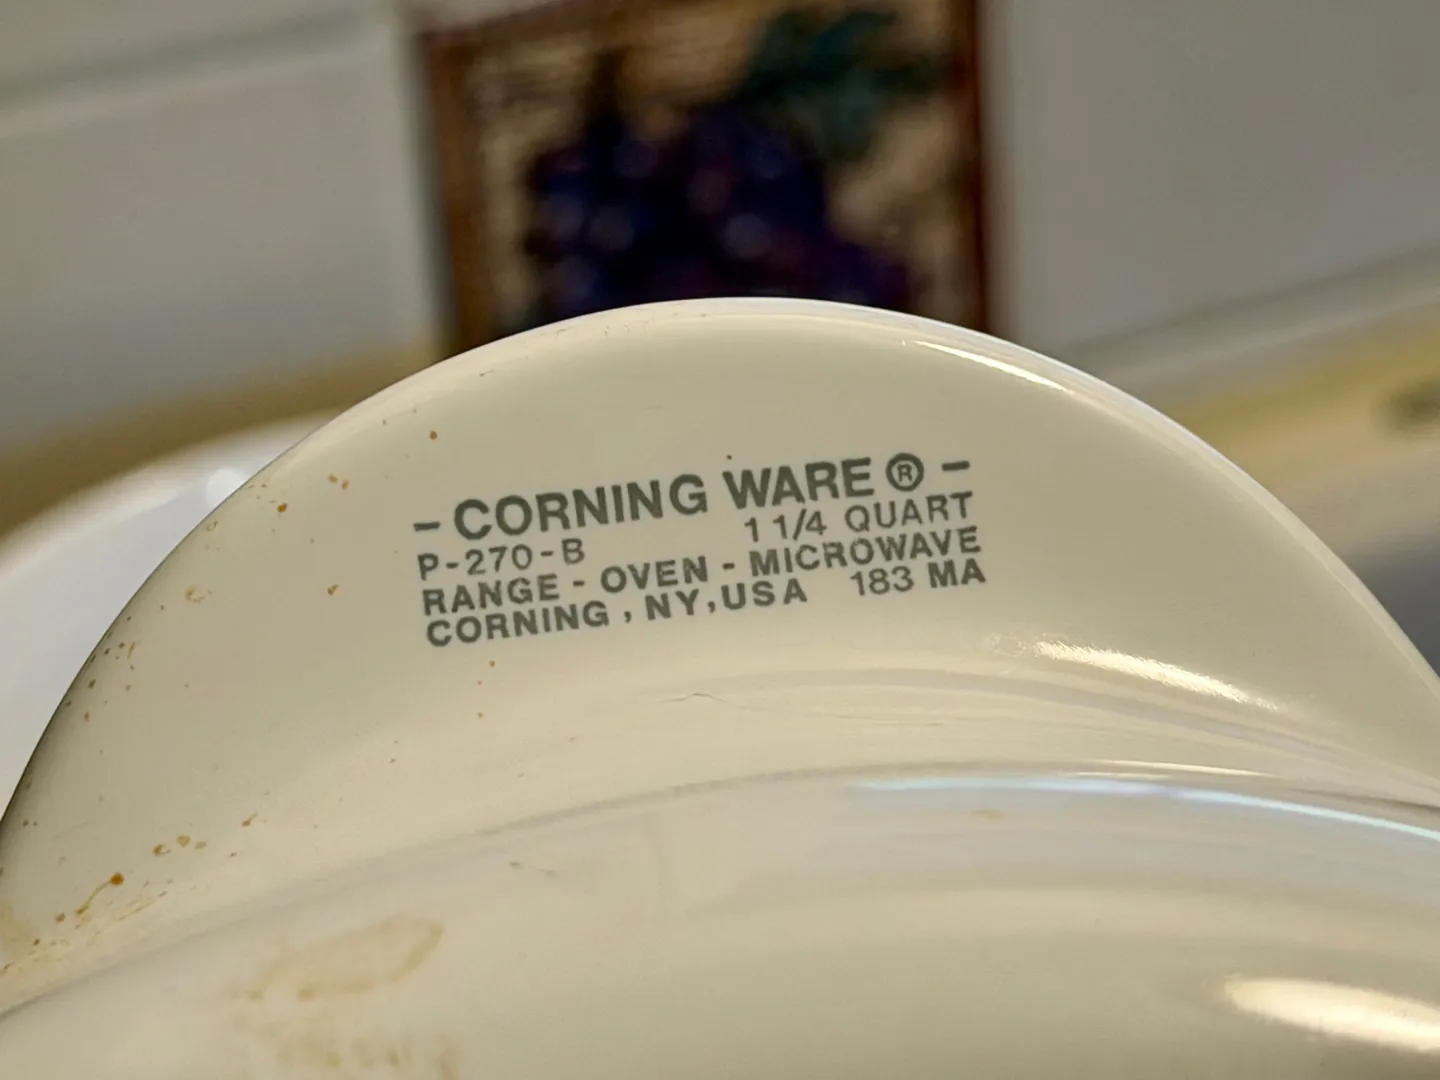 - CORNING WARE ® -
P-270-B 1 1/4 QUART
RANGE - OVEN - MICROWAVE
CORNING , NY, USA 183 MA